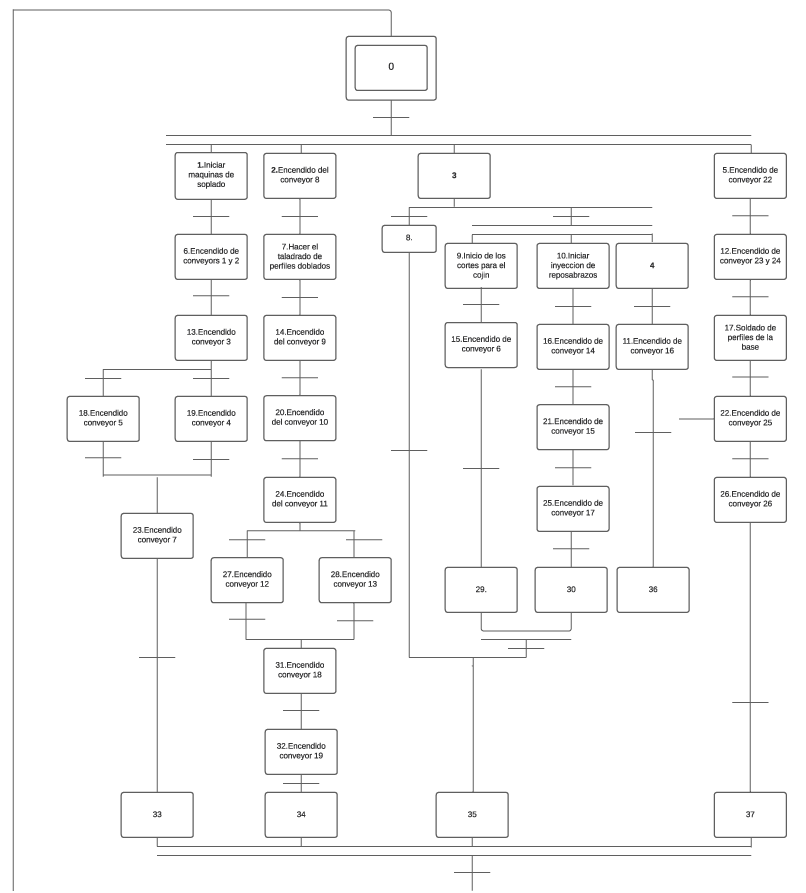 0
1.Iniciar
maquinas de
soplado
2.Encendido del
conveyor 8
3
5.Encendido de
conveyor 22
8.
6.Encendido de
conveyors 1 y 2
7.Hacer el
taladrado de
perfiles doblados
9.Inicio de los
cortes para el
cojin
10.Iniciar
inyeccion de
reposabrazos
4
12.Encendido de
conveyor 23 y 24
13.Encendido
conveyor 3
14.Encendido
del conveyor 9
15.Encendido de
conveyor 6
16.Encendido de
conveyor 14
11.Encendido de
conveyor 16
17.Soldado de
perfiles de la
base
18.Encendido
conveyor 5
19.Encendido
conveyor 4
20.Encendido
del conveyor 10
21.Encendido de
conveyor 15
22.Encendido de
conveyor 25
24.Encendido
del conveyor 11
25.Encendido de
conveyor 17
26.Encendido de
conveyor 26
23.Encendido
conveyor 7
27.Encendido
conveyor 12
28.Encendido
conveyor 13
29.
30
36
31.Encendido
conveyor 18
32.Encendido
conveyor 19
33
34
35
37